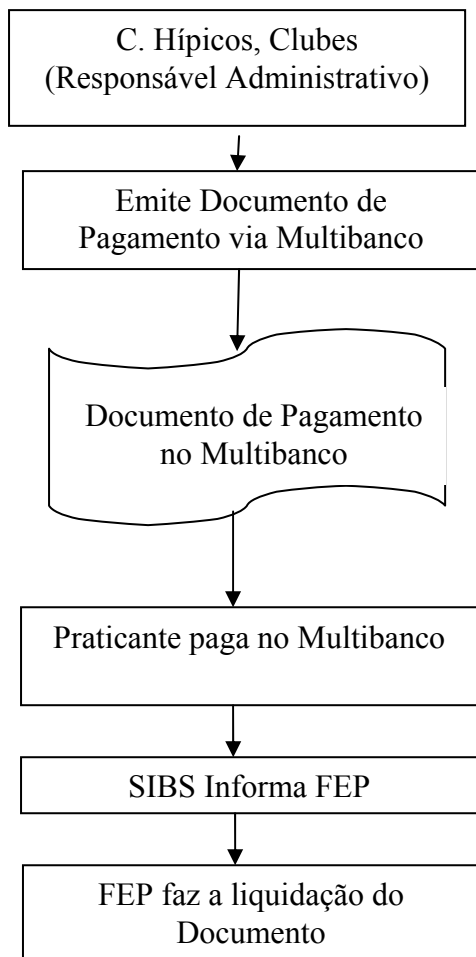 C. Hípicos, Clubes
(Responsável Administrativo)
Emite Documento de
Pagamento via Multibanco
Documento de Pagamento
no Multibanco
Praticante paga no Multibanco
SIBS Informa FEP
FEP faz a liquidação do
Documento